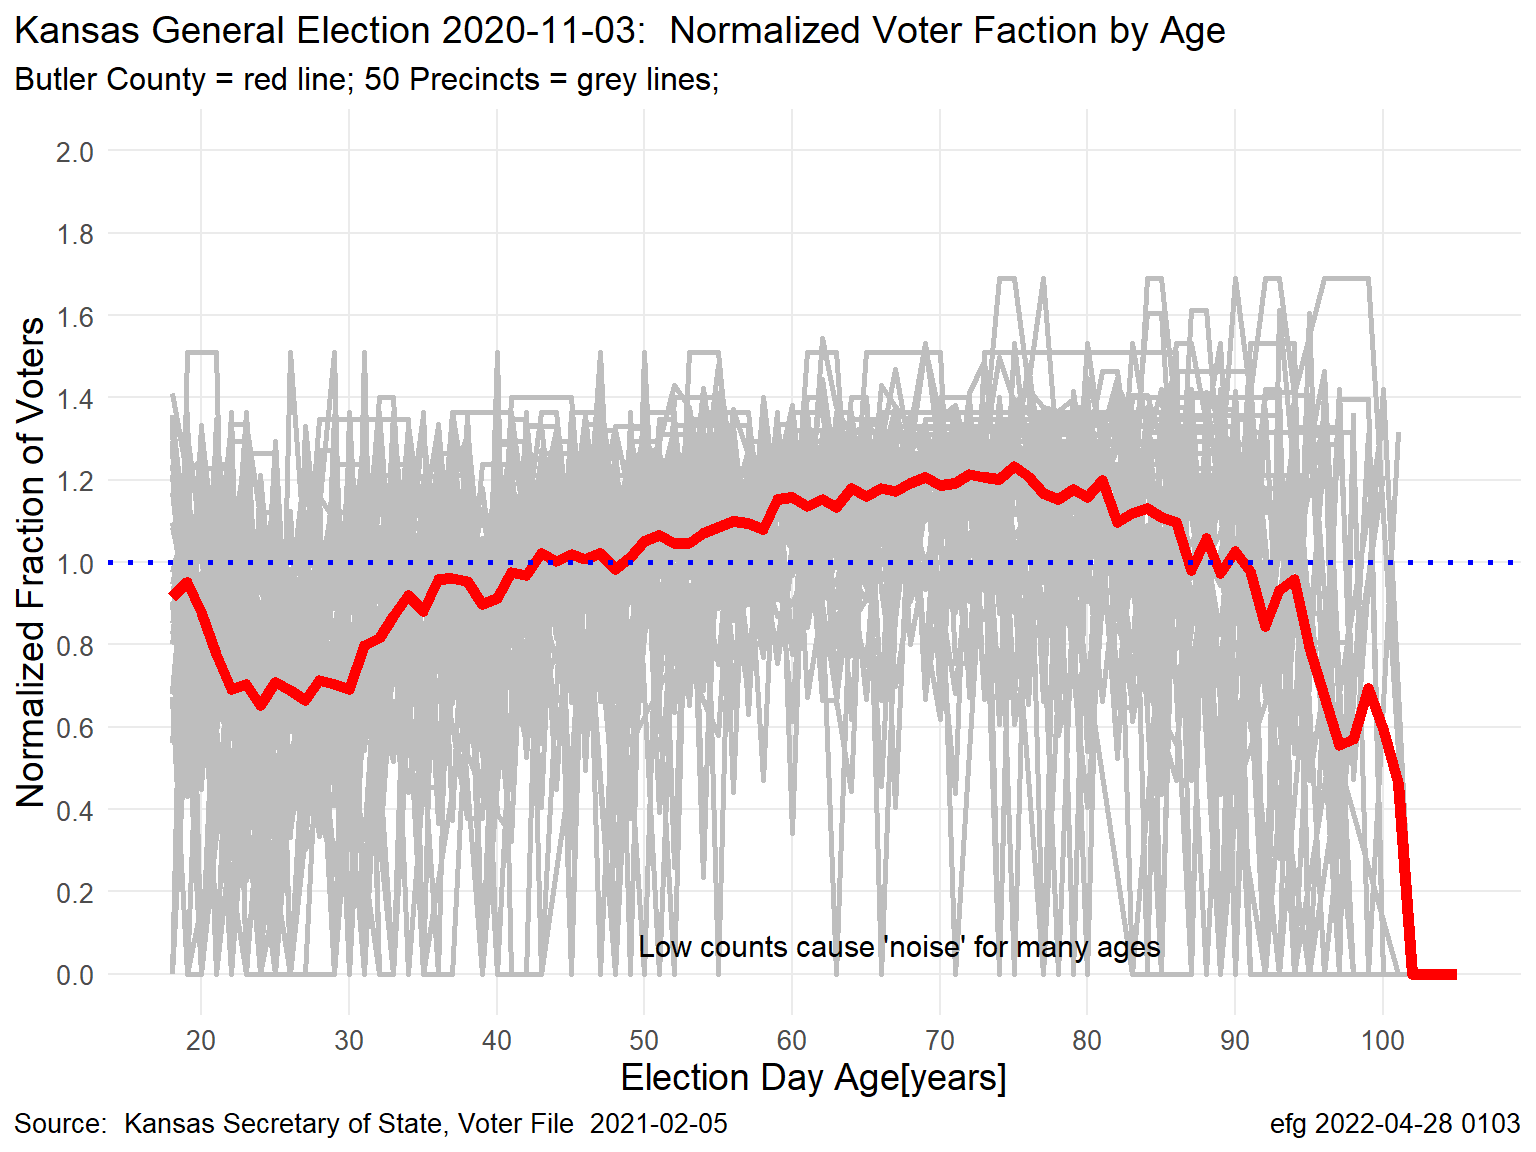 Kansas General Election 2020-11-03:  Normalized Voter Faction by Age
Butler County = red line; 50 Precincts = grey lines;
Normalized Fraction of Voters
2.0
1.8
1.6
1.4
1.2
1.0
0.8
0.6
0.4
0.2
0.0
Low counts cause 'noise' for many ages
20 30 40 50 60 70 80 90 100
Election Day Age[years]
Source:  Kansas Secretary of State, Voter File  2021-02-05
efg 2022-04-28 0103